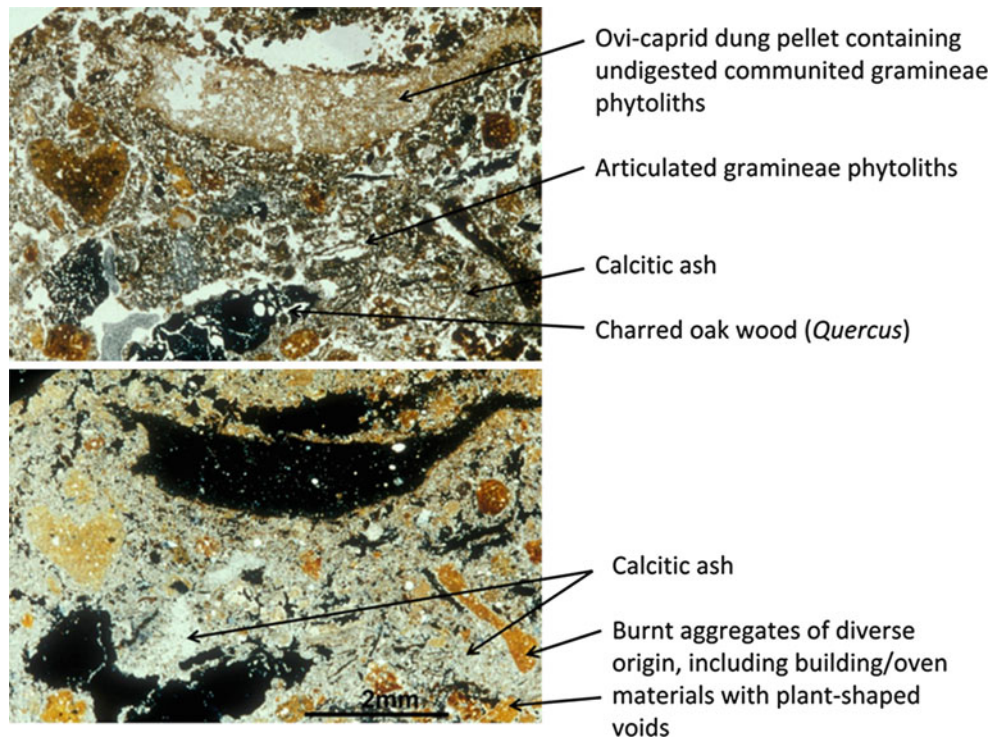 Ovi-caprid dung pellet containing
undigested communited gramineae
phytoliths
Articulated gramineae phytoliths
Calcitic ash
Charred oak wood (Quercus)
Calcitic ash
Burnt aggregates of diverse
origin, including building/oven
materials with plant-shaped
voids
2mm